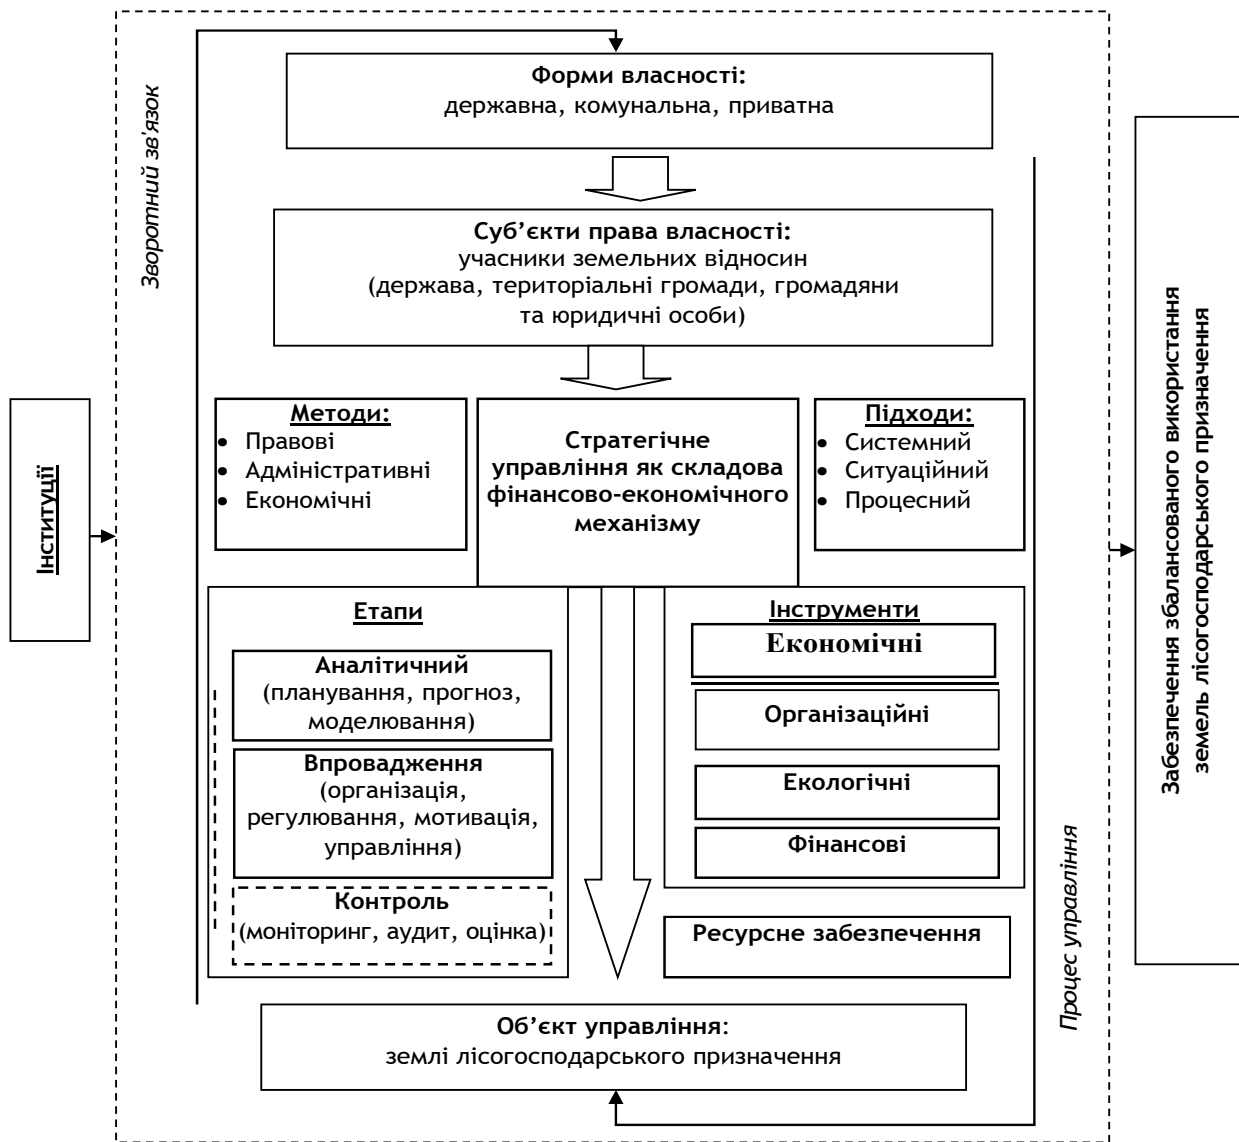 Зворотний зв'язок
Форми власності:
державна, комунальна, приватна
Суб’єкти права власності:
учасники земельних відносин
(держава, територіальні громади, громадяни
та юридичні особи)
Інституції
Методи:
• Правові
• Адміністративні
• Економічні
Стратегічне
управління як складова
фінансово-економічного
механізму
Підходи:
• Системний
• Ситуаційний
• Процесний
Етапи
Аналітичний
(планування, прогноз,
моделювання)
Впровадження
(організація,
регулювання, мотивація,
управління)
Контроль
(моніторинг, аудит, оцінка)
Інструменти
Економічні
Організаційні
Екологічні
Фінансові
Ресурсне забезпечення
Об’єкт управління:
землі лісогосподарського призначення
Процес управління
Забезпечення збалансованого використання
земель лісогосподарського призначення